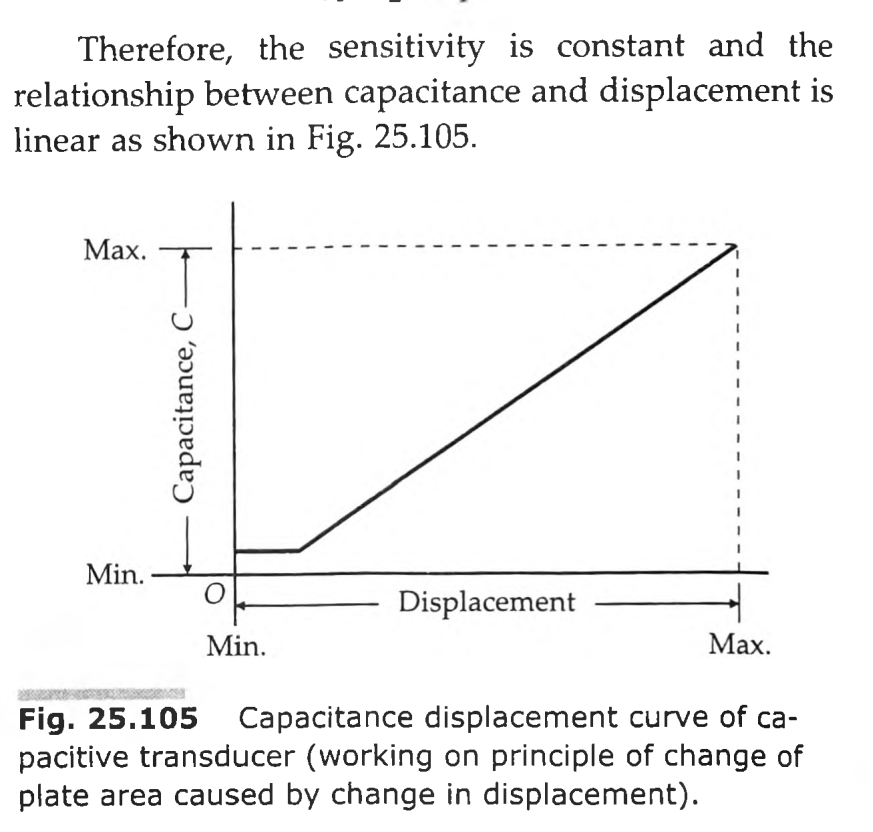 Therefore, the sensitivity is constant and the
relationship between capacitance and displacement is
linear as shown in Fig. 25.105.
Max.
Capacitance, C
Min.
O
Displacement
Min.
Max.
Fig. 25.105 Capacitance displacement curve of ca-
pacitive transducer (working on principle of change of
plate area caused by change in displacement).